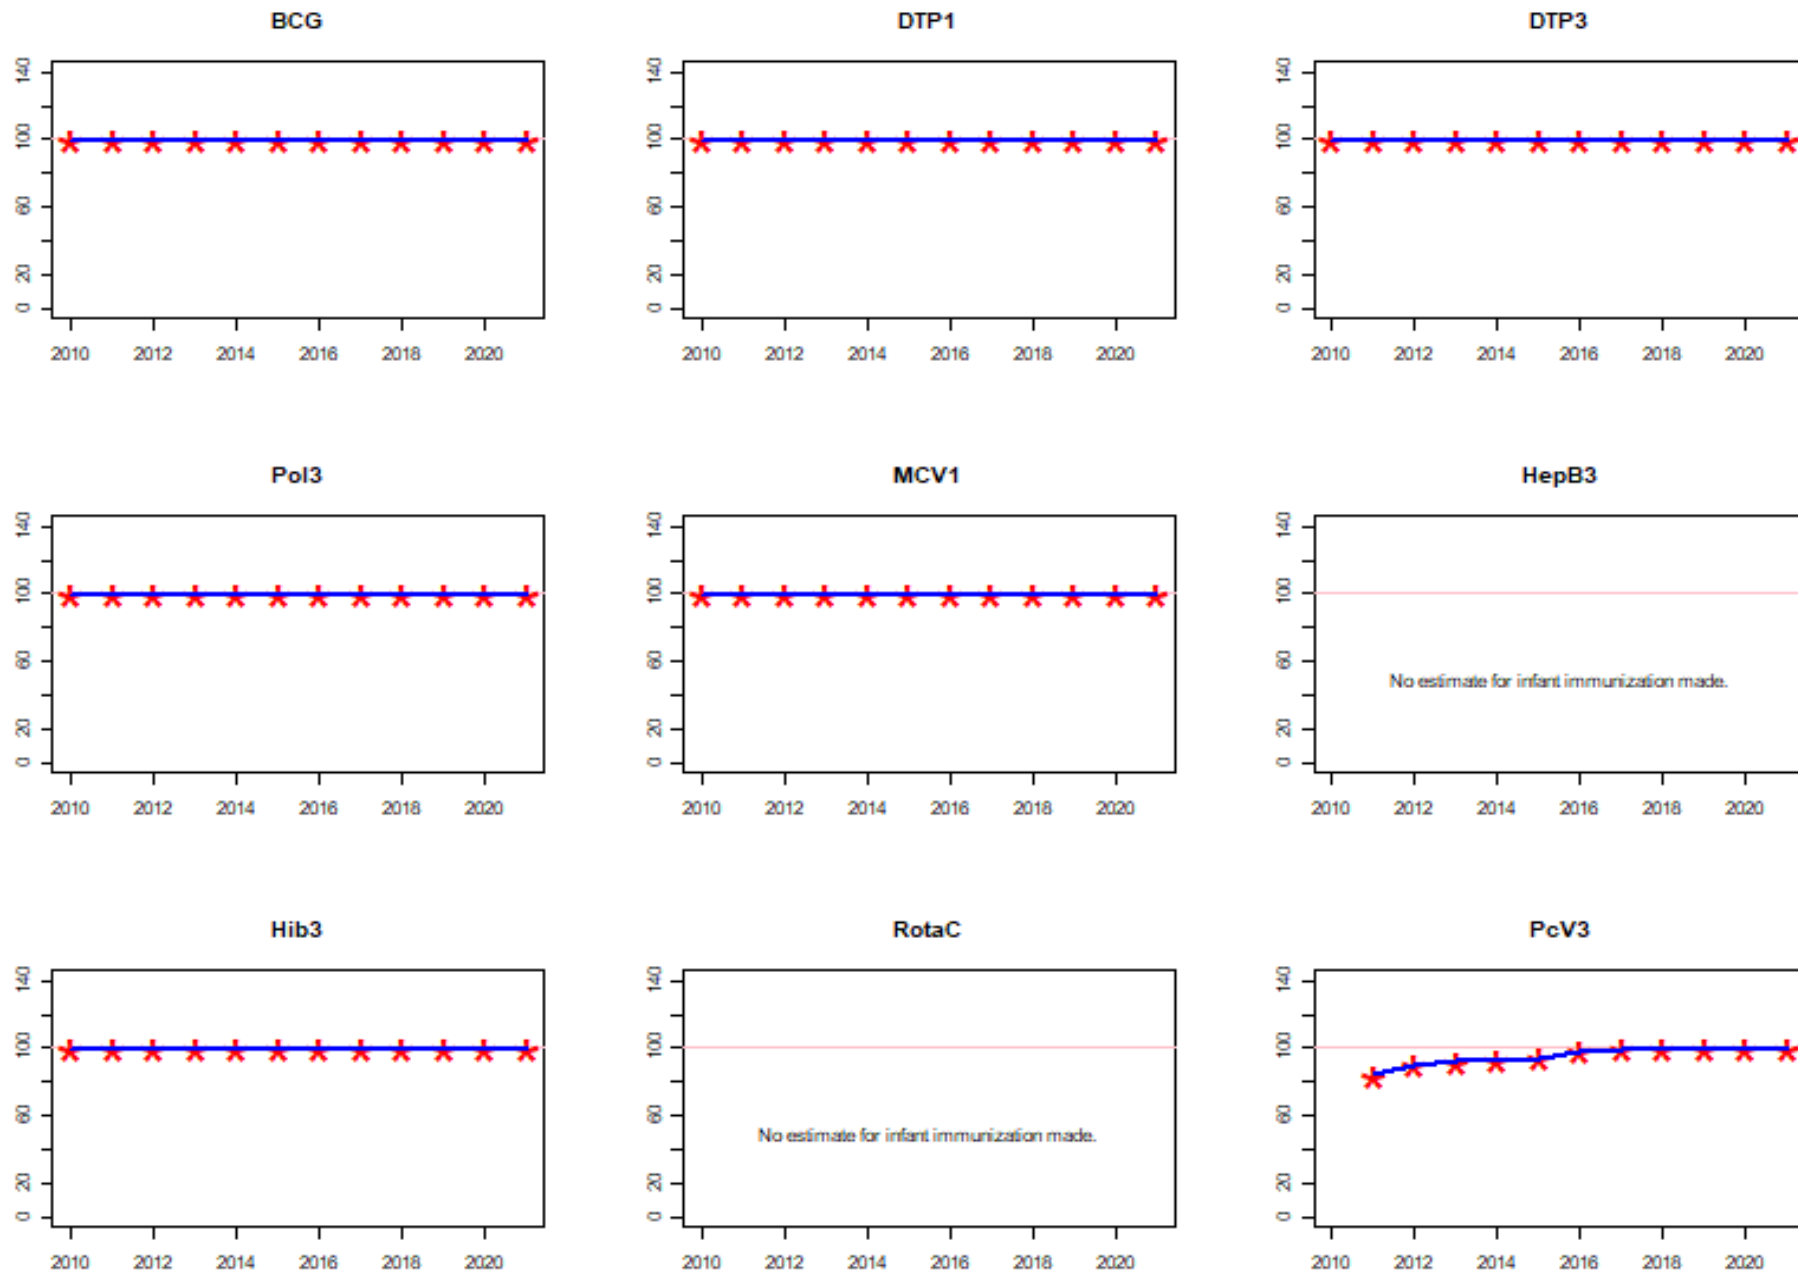 BCG DTP1 DTP3
140 140 140
100 100 100
60 60 60
20 20 20
0 0 0
2010 2012 2014 2016 2018 2020 2010 2012 2014 2016 2018 2020 2010 2012 2014 2016 2018 2020
Pol3 MCV1 HepB3
140 140 140
100 100 100
60 60 60
No estimate for infant immunization made.
20 20 20
0 0 0
2010 2012 2014 2016 2018 2020 2010 2012 2014 2016 2018 2020 2010 2012 2014 2016 2018 2020
Hib3 RotaC PcV3
140 140 140
100 100 100
60 60 60
No estimate for infant immunization made.
20 20 20
0 0 0
2010 2012 2014 2016 2018 2020 2010 2012 2014 2016 2018 2020 2010 2012 2014 2016 2018 2020